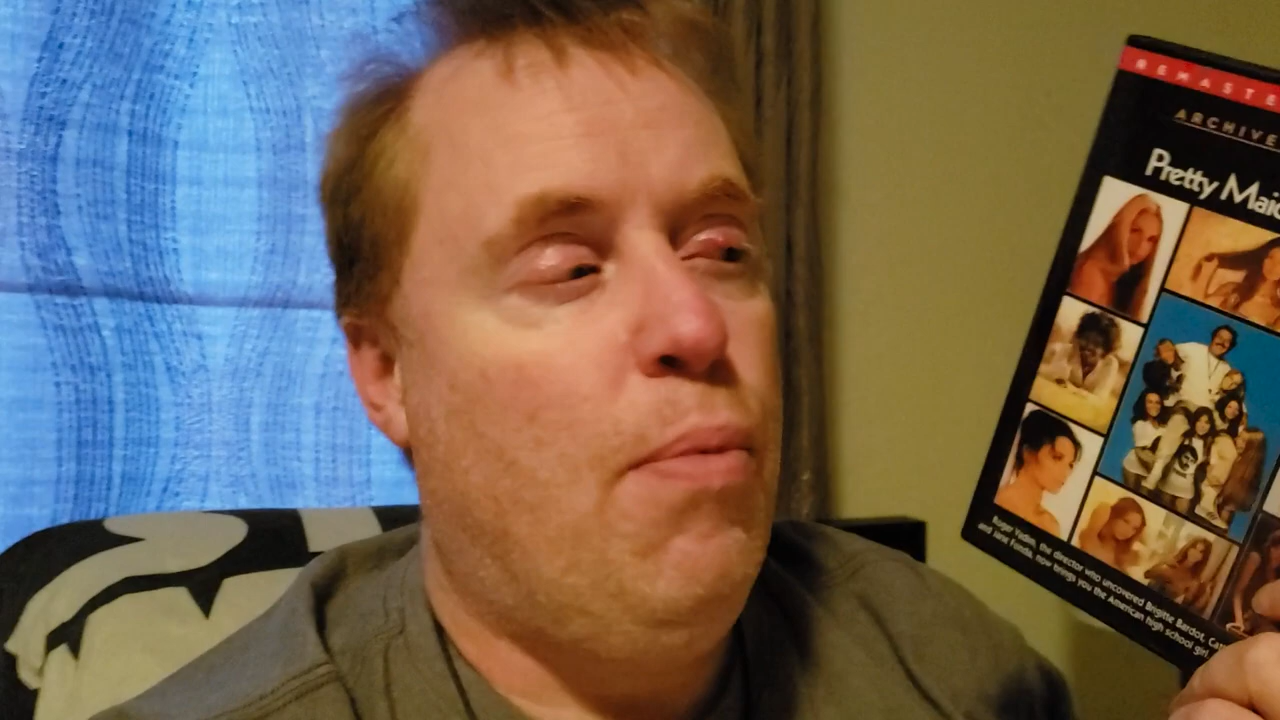 REMASTE
ARCHIVE
Pretty Maid
Roger Vadim, the director who uncovered Brigitte Bardot, Cat
and Jane Fonda, now brings you the American high school girl